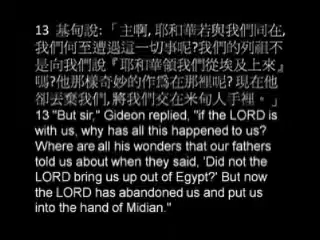 13 基甸說:「主啊, 耶和華若與我們同在,
我們何至遭遇這一切事呢?我們的列祖不
是向我們說『耶和華領我們從埃及上來』
嗎?他那樣奇妙的作為在那裡呢? 現在他
卻丟棄我們, 將我們交在米甸人手裡。」
13 "But sir," Gideon replied, "if the LORD is
with us, why has all this happened to us?
Where are all his wonders that our fathers
told us about when they said, 'Did not the
LORD bring us up out of Egypt?' But now
the LORD has abandoned us and put us
into the hand of Midian."